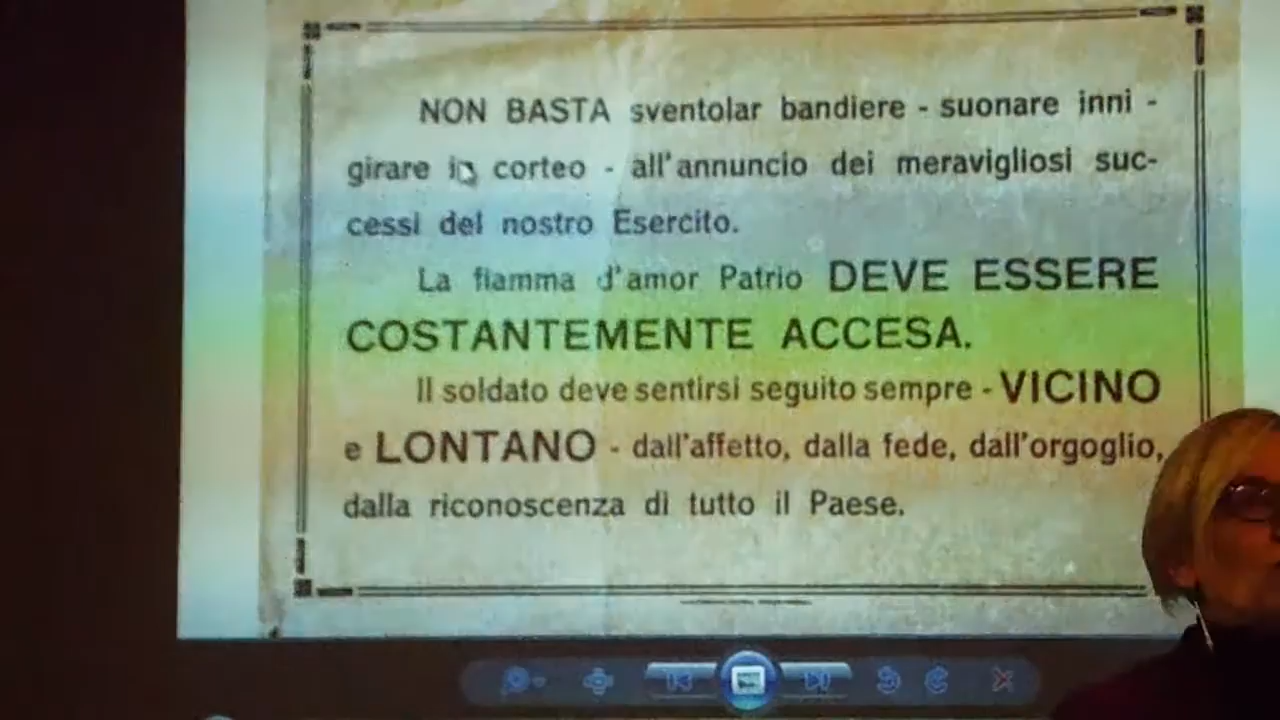 NON BASTA sventolar bandiere - suonare inni -
girare in corteo - all'annuncio dei meravigliosi suc-
cessi del nostro Esercito.
La fiamma d'amor Patrio DEVE ESSERE
COSTANTEMENTE ACCESA.
Il soldato deve sentirsi seguito sempre - VICINO
e LONTANO - dall'affetto, dalla fede, dall'orgoglio,
dalla riconoscenza di tutto il Paese.